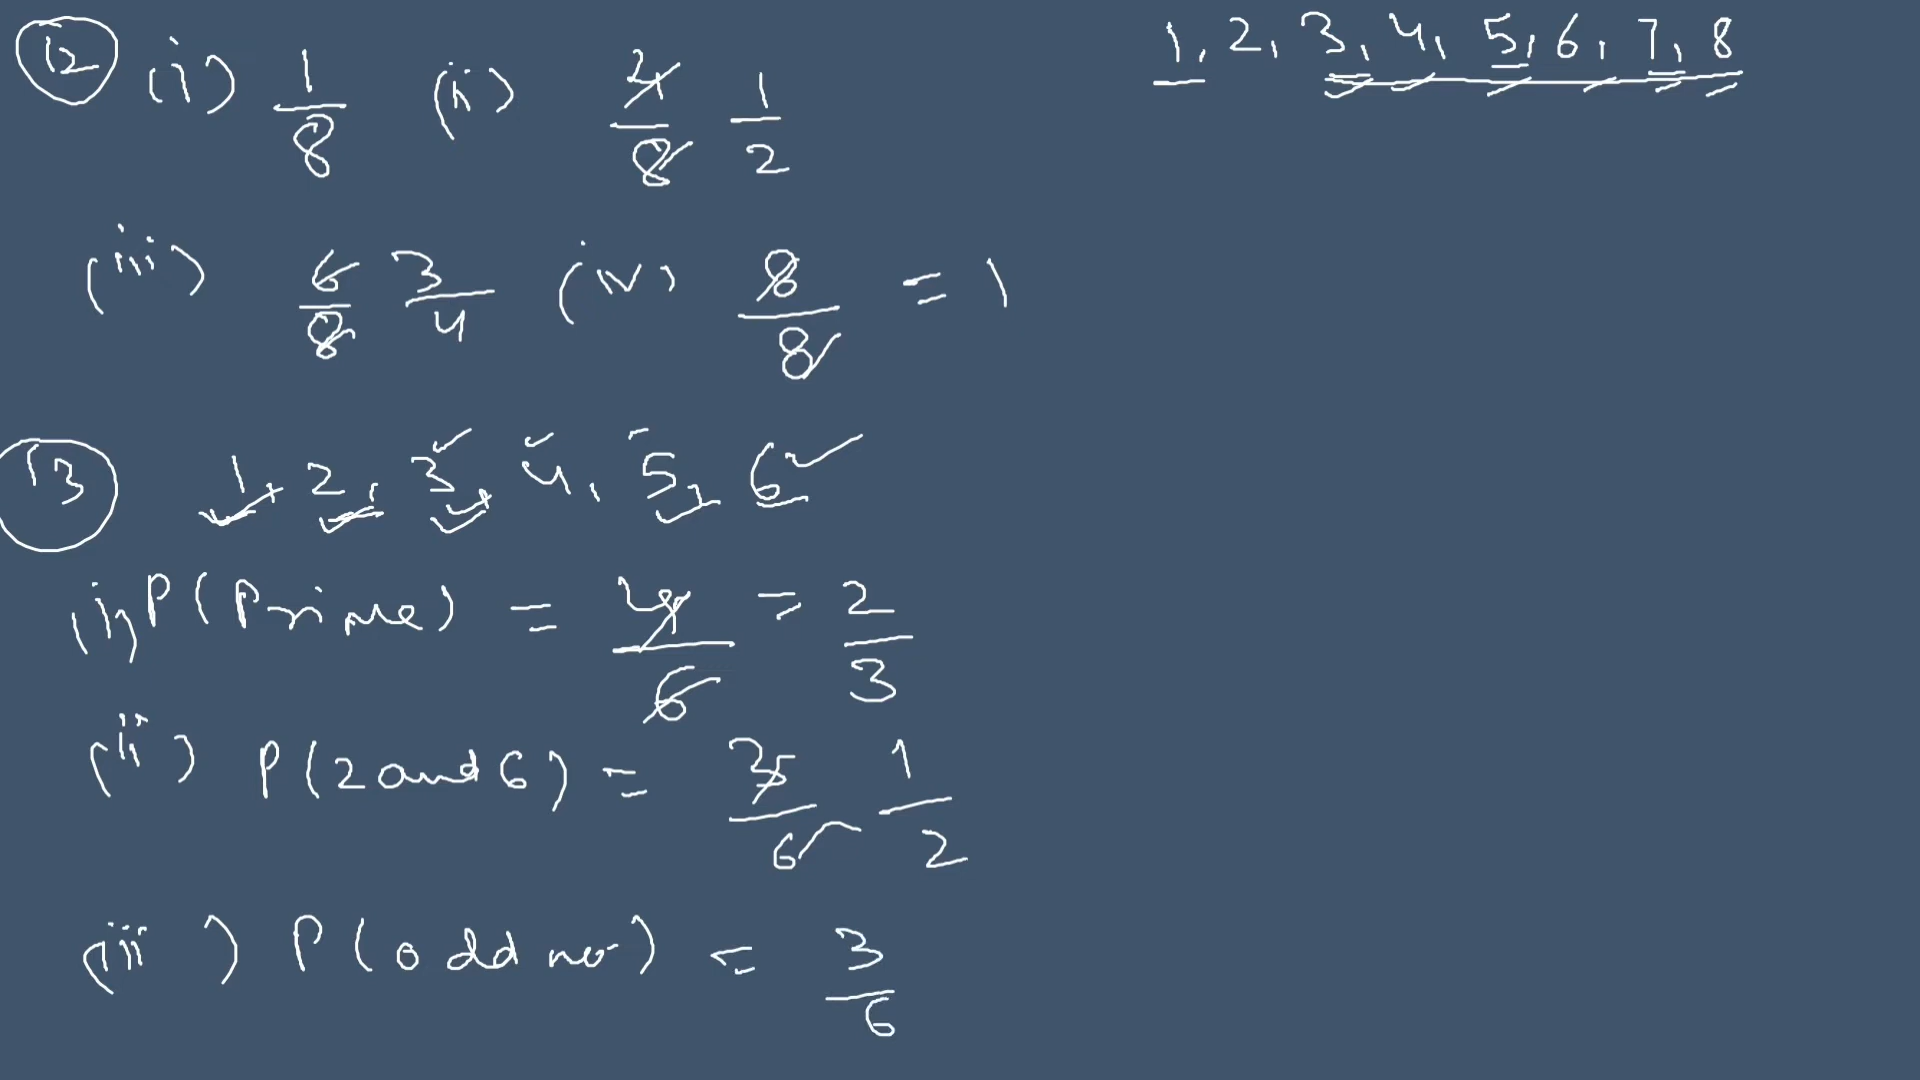 12 (i) 1/8 (ii) 4/8 1/2
1, 2, 3, 4, 5, 6, 7, 8
(iii) 6/8 3/4 (iv) 8/8 = 1
13 1, 2, 3, 4, 5, 6
(i) P(Prime) = 4/6 = 2/3
(ii) P(2 and 6) = 3/6 1/2
(iii) P(odd no) = 3/6